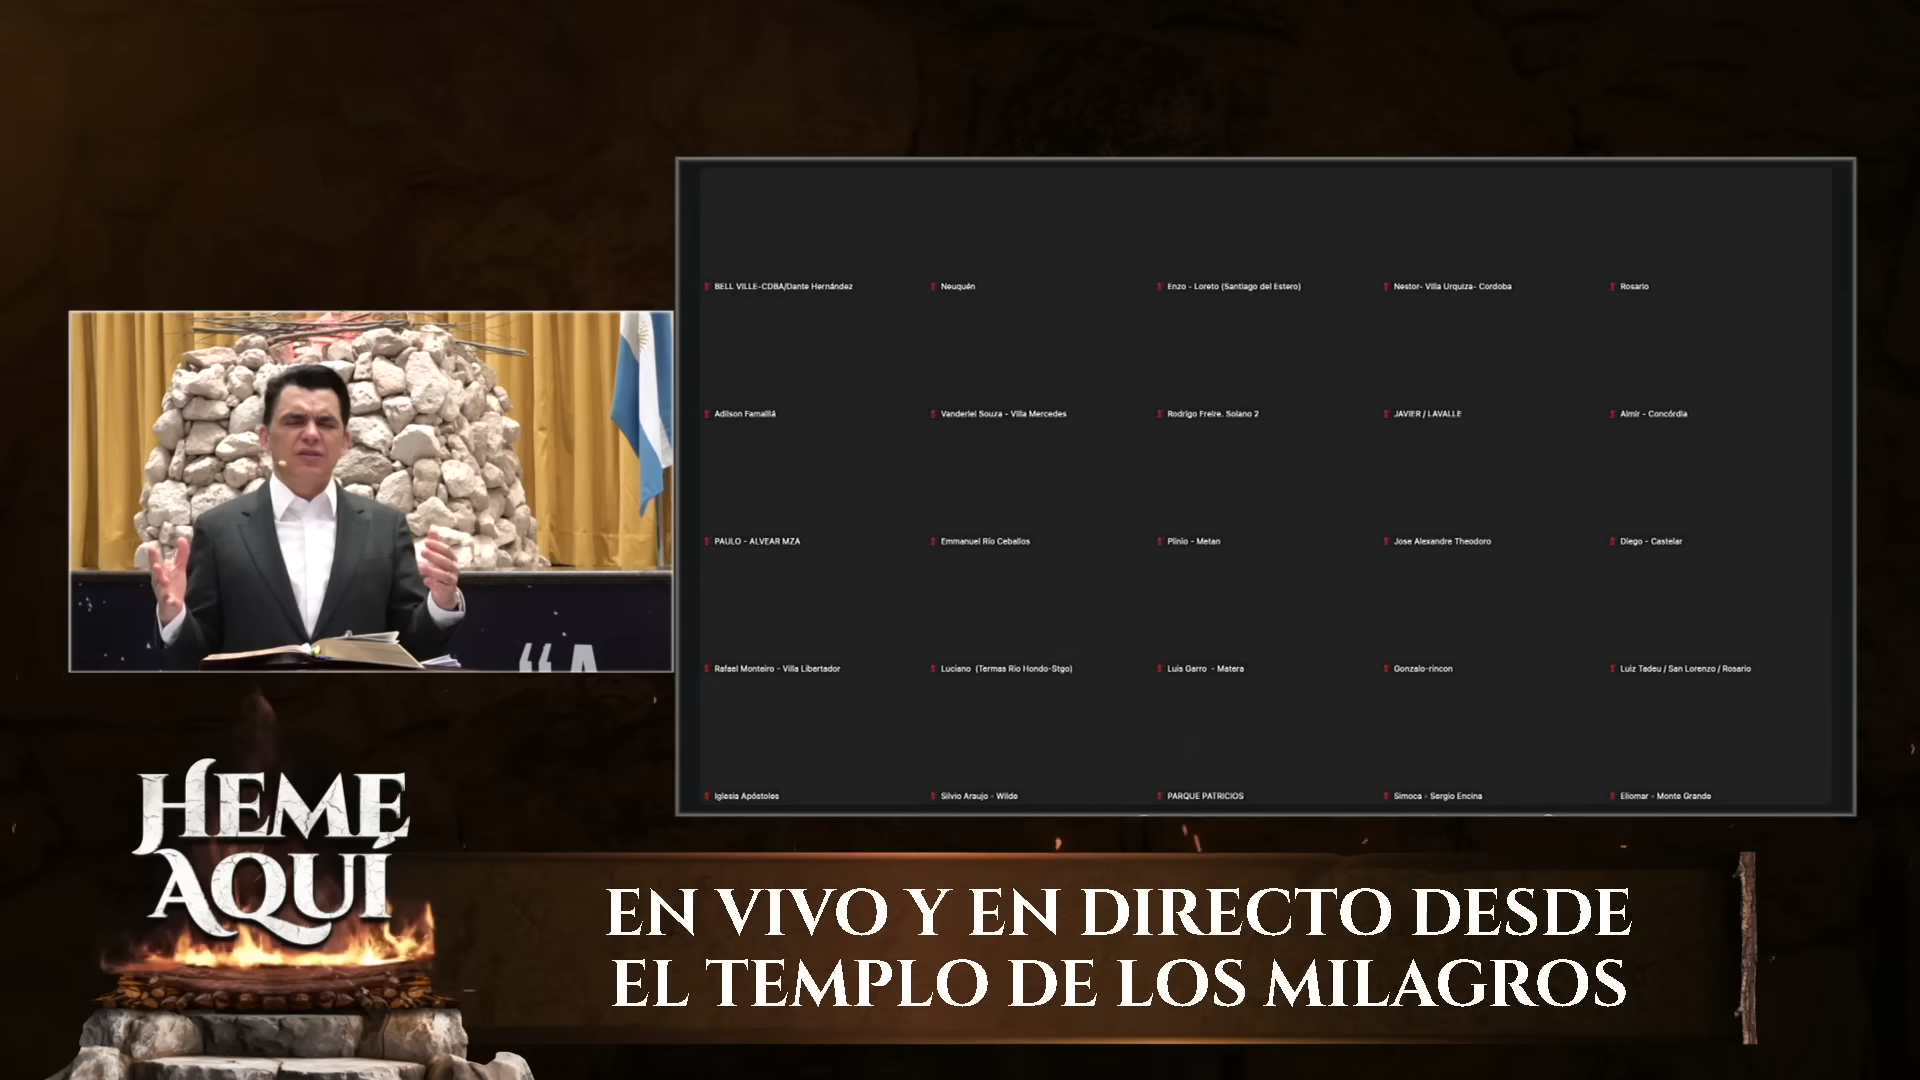 BELL VILLE-CDBA/Dante Hernández
Neuquén
Enzo - Loreto (Santiago del Estero)
Nestor- Villa Urquiza- Cordoba
Rosario
Adilson Famaillá
Vanderlei Souza - Villa Mercedes
Rodrigo Freire. Solano 2
JAVIER / LAVALLE
Almir - Concórdia
PAULO - ALVEAR MZA
Emmanuel Río Ceballos
Plinio - Metan
Jose Alexandre Theodoro
Diego - Castelar
Rafael Monteiro - Villa Libertador
Luciano (Termas Rio Hondo-Stgo)
Luis Garro - Matera
Gonzalo-rincon
Luiz Tadeu / San Lorenzo / Rosario
Iglesia Apóstoles
Silvio Araujo - Wilde
PARQUE PATRICIOS
Simoca - Sergio Encina
Eliomar - Monte Grande
“A
HEME
AQUÍ
EN VIVO Y EN DIRECTO DESDE
EL TEMPLO DE LOS MILAGROS